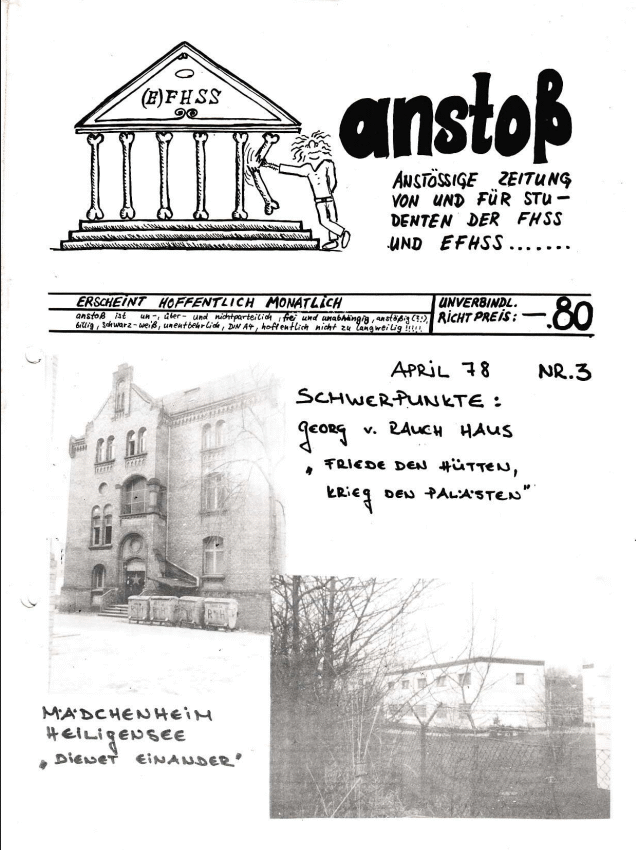 (E)FHSS
anstoß
ANSTÖSSIGE ZEITUNG
VON UND FÜR STU-
DENTEN DER FHSS
UND EFHSS.......
ERSCHEINT HOFFENTLICH MONATLICH
anstoß ist un-, über- und nichtparteilich, frei und unabhängig, anstößig (?!),
billig, schwarz-weiß, unentbehrlich, DIN A4, hoffentlich nicht zu langweilig !!!!!
UNVERBINDL.
RICHTPREIS: —.80
APRIL 78 NR.3
SCHWERPUNKTE:
GEORG v. RAUCH HAUS
„FRIEDE DEN HÜTTEN,
KRIEG DEN PALÄSTEN"
MÄDCHENHEIM
HEILIGENSEE
„DIENET EINANDER"